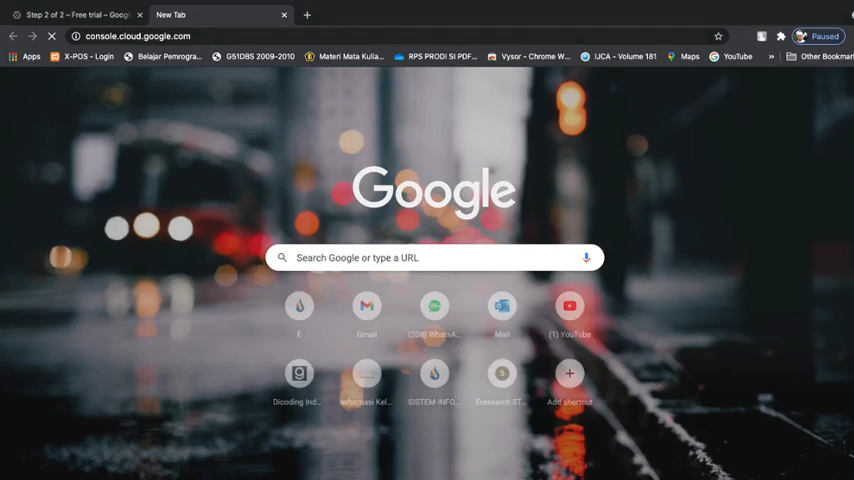 Step 2 of 2 – Free trial – Googl
New Tab
console.cloud.google.com
Paused
Apps
X-POS - Login
Belajar Pemrogra...
G51DBS 2009-2010
Materi Mata Kulia...
RPS PRODI SI PDF...
Vysor - Chrome W...
IJCA - Volume 181
Maps
YouTube
Other Bookmar
Google
Search Google or type a URL
E
Gmail
(208) WhatsA...
Mail
(1) YouTube
Dicoding Ind...
Informasi Kel...
SISTEM INFO...
Eresearch ST...
Add shortcut